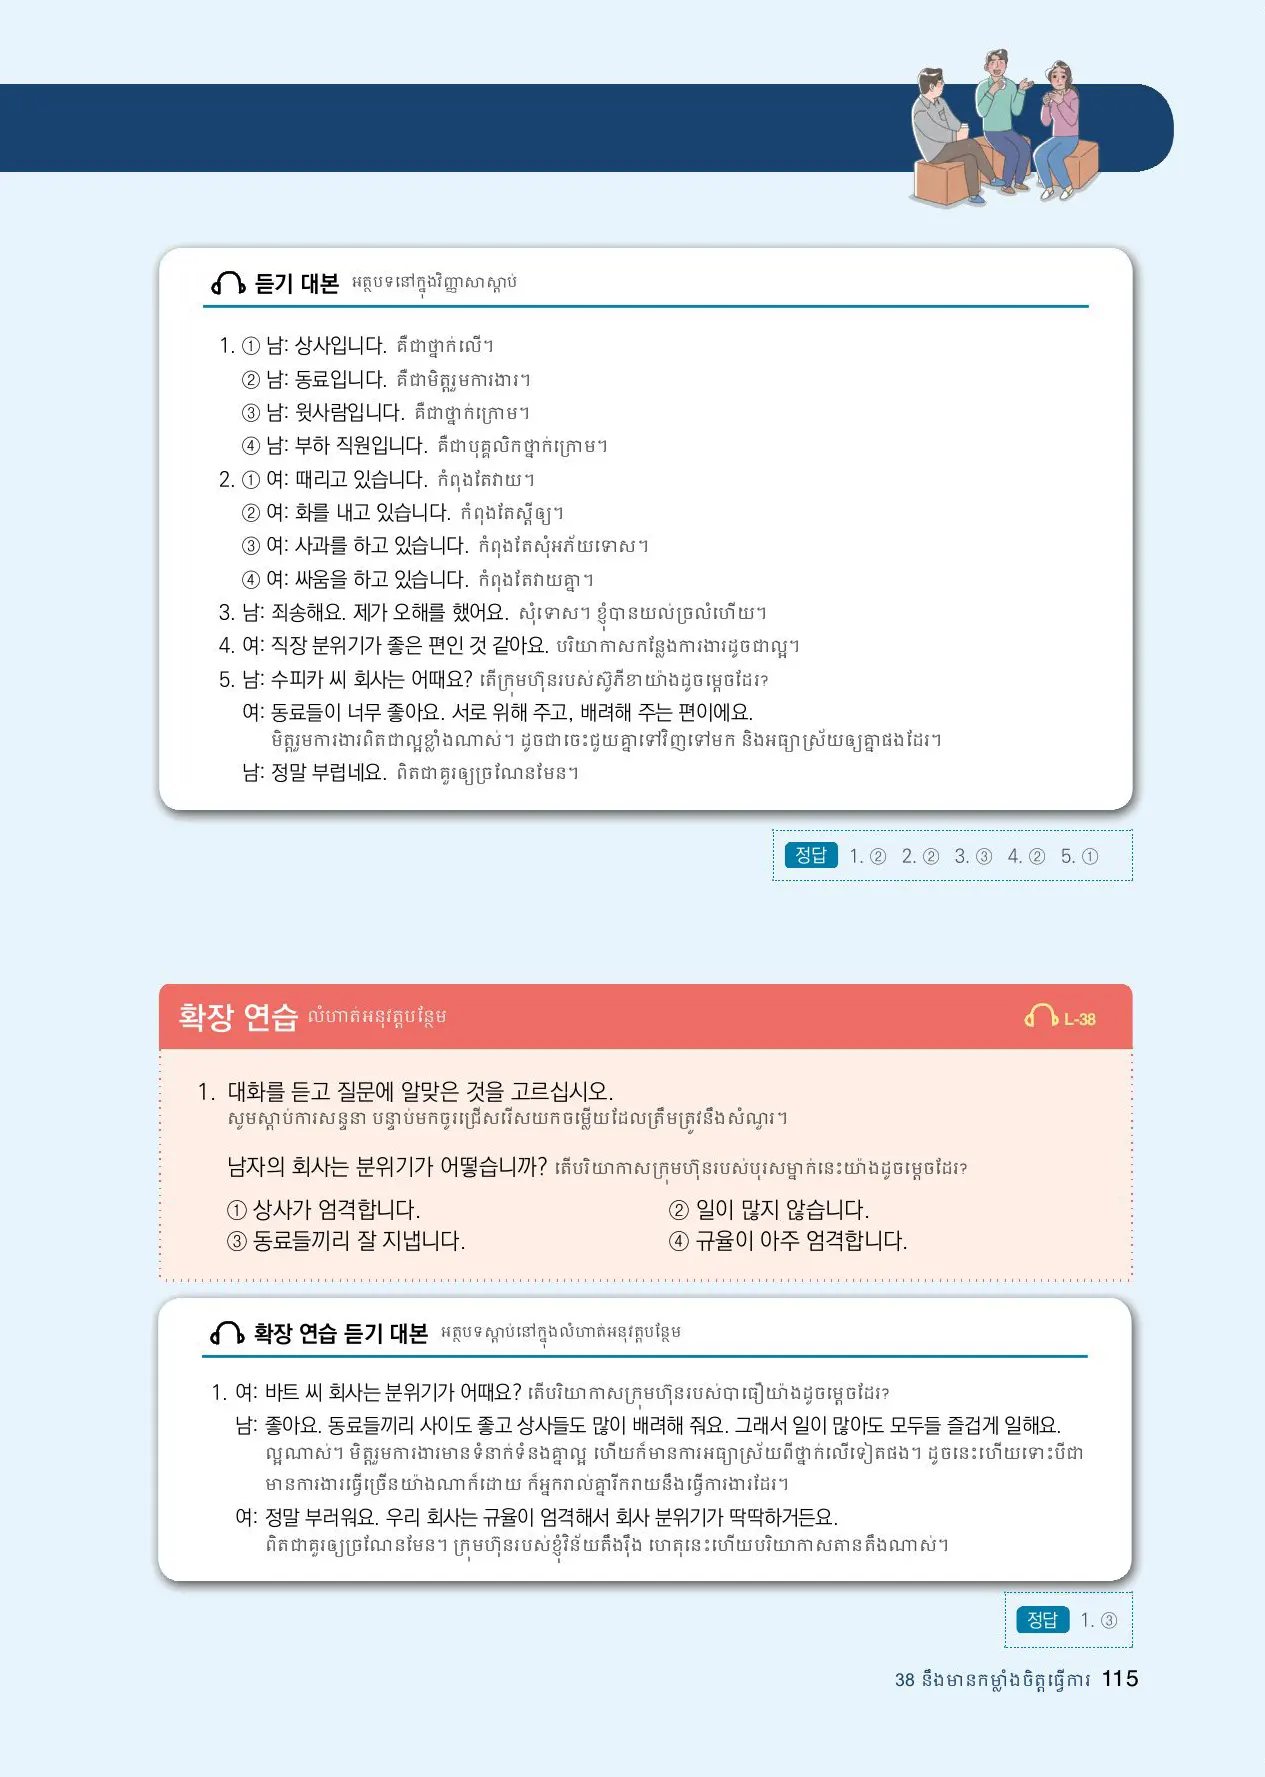 듣기 대본 អត្ថបទនៅក្នុងវិញ្ញាសាស្តាប់
1. ① 남: 상사입니다. គឺជាថ្នាក់លើ។
② 남: 동료입니다. គឺជាមិត្តរួមការងារ។
③ 남: 윗사람입니다. គឺជាថ្នាក់ក្រោម។
④ 남: 부하 직원입니다. គឺជាបុគ្គលិកថ្នាក់ក្រោម។
2. ① 여: 때리고 있습니다. កំពុងតែវាយ។
② 여: 화를 내고 있습니다. កំពុងតែស្តីឲ្យ។
③ 여: 사과를 하고 있습니다. កំពុងតែសុំអភ័យទោស។
④ 여: 싸움을 하고 있습니다. កំពុងតែវាយគ្នា។
3. 남: 죄송해요. 제가 오해를 했어요. សុំទោស។ ខ្ញុំបានយល់ច្រលំហើយ។
4. 여: 직장 분위기가 좋은 편인 것 같아요. បរិយាកាសកន្លែងការងារដូចជាល្អ។
5. 남: 수피카 씨 회사는 어때요? តើក្រុមហ៊ុនរបស់ស៊ូភីខាយ៉ាងដូចម្តេចដែរ?
여: 동료들이 너무 좋아요. 서로 위해 주고, 배려해 주는 편이에요.
មិត្តរួមការងារពិតជាល្អខ្លាំងណាស់។ ដូចជាចេះជួយគ្នាទៅវិញទៅមក និងអធ្យាស្រ័យឲ្យគ្នាផងដែរ។
남: 정말 부럽네요. ពិតជាគួរឲ្យច្រណែនមែន។
정답 1. ② 2. ② 3. ③ 4. ② 5. ①
확장 연습 លំហាត់អនុវត្តបន្ថែម L-38
1. 대화를 듣고 질문에 알맞은 것을 고르십시오.
សូមស្តាប់ការសន្ទនា បន្ទាប់មកចូរជ្រើសរើសយកចម្លើយដែលត្រឹមត្រូវនឹងសំណួរ។
남자의 회사는 분위기가 어떻습니까? តើបរិយាកាសក្រុមហ៊ុនរបស់បុរសម្នាក់នេះយ៉ាងដូចម្តេចដែរ?
① 상사가 엄격합니다. ② 일이 많지 않습니다.
③ 동료들끼리 잘 지냅니다. ④ 규율이 아주 엄격합니다.
확장 연습 듣기 대본 អត្ថបទស្តាប់នៅក្នុងលំហាត់អនុវត្តបន្ថែម
1. 여: 바트 씨 회사는 분위기가 어때요? តើបរិយាកាសក្រុមហ៊ុនរបស់បាធឿយ៉ាងដូចម្តេចដែរ?
남: 좋아요. 동료들끼리 사이도 좋고 상사들도 많이 배려해 줘요. 그래서 일이 많아도 모두들 즐겁게 일해요.
ល្អណាស់។ មិត្តរួមការងារមានទំនាក់ទំនងគ្នាល្អ ហើយក៏មានការអធ្យាស្រ័យពីថ្នាក់លើទៀតផង។ ដូចនេះហើយទោះបីជា
មានការងារធ្វើច្រើនយ៉ាងណាក៏ដោយ ក៏អ្នករាល់គ្នារីករាយនឹងធ្វើការងារដែរ។
여: 정말 부러워요. 우리 회사는 규율이 엄격해서 회사 분위기가 딱딱하거든요.
ពិតជាគួរឲ្យច្រណែនមែន។ ក្រុមហ៊ុនរបស់ខ្ញុំវិន័យតឹងរ៉ឹង ហេតុនេះហើយបរិយាកាសតានតឹងណាស់។
정답 1. ③
38 នឹងមានកម្លាំងចិត្តធ្វើការ 115